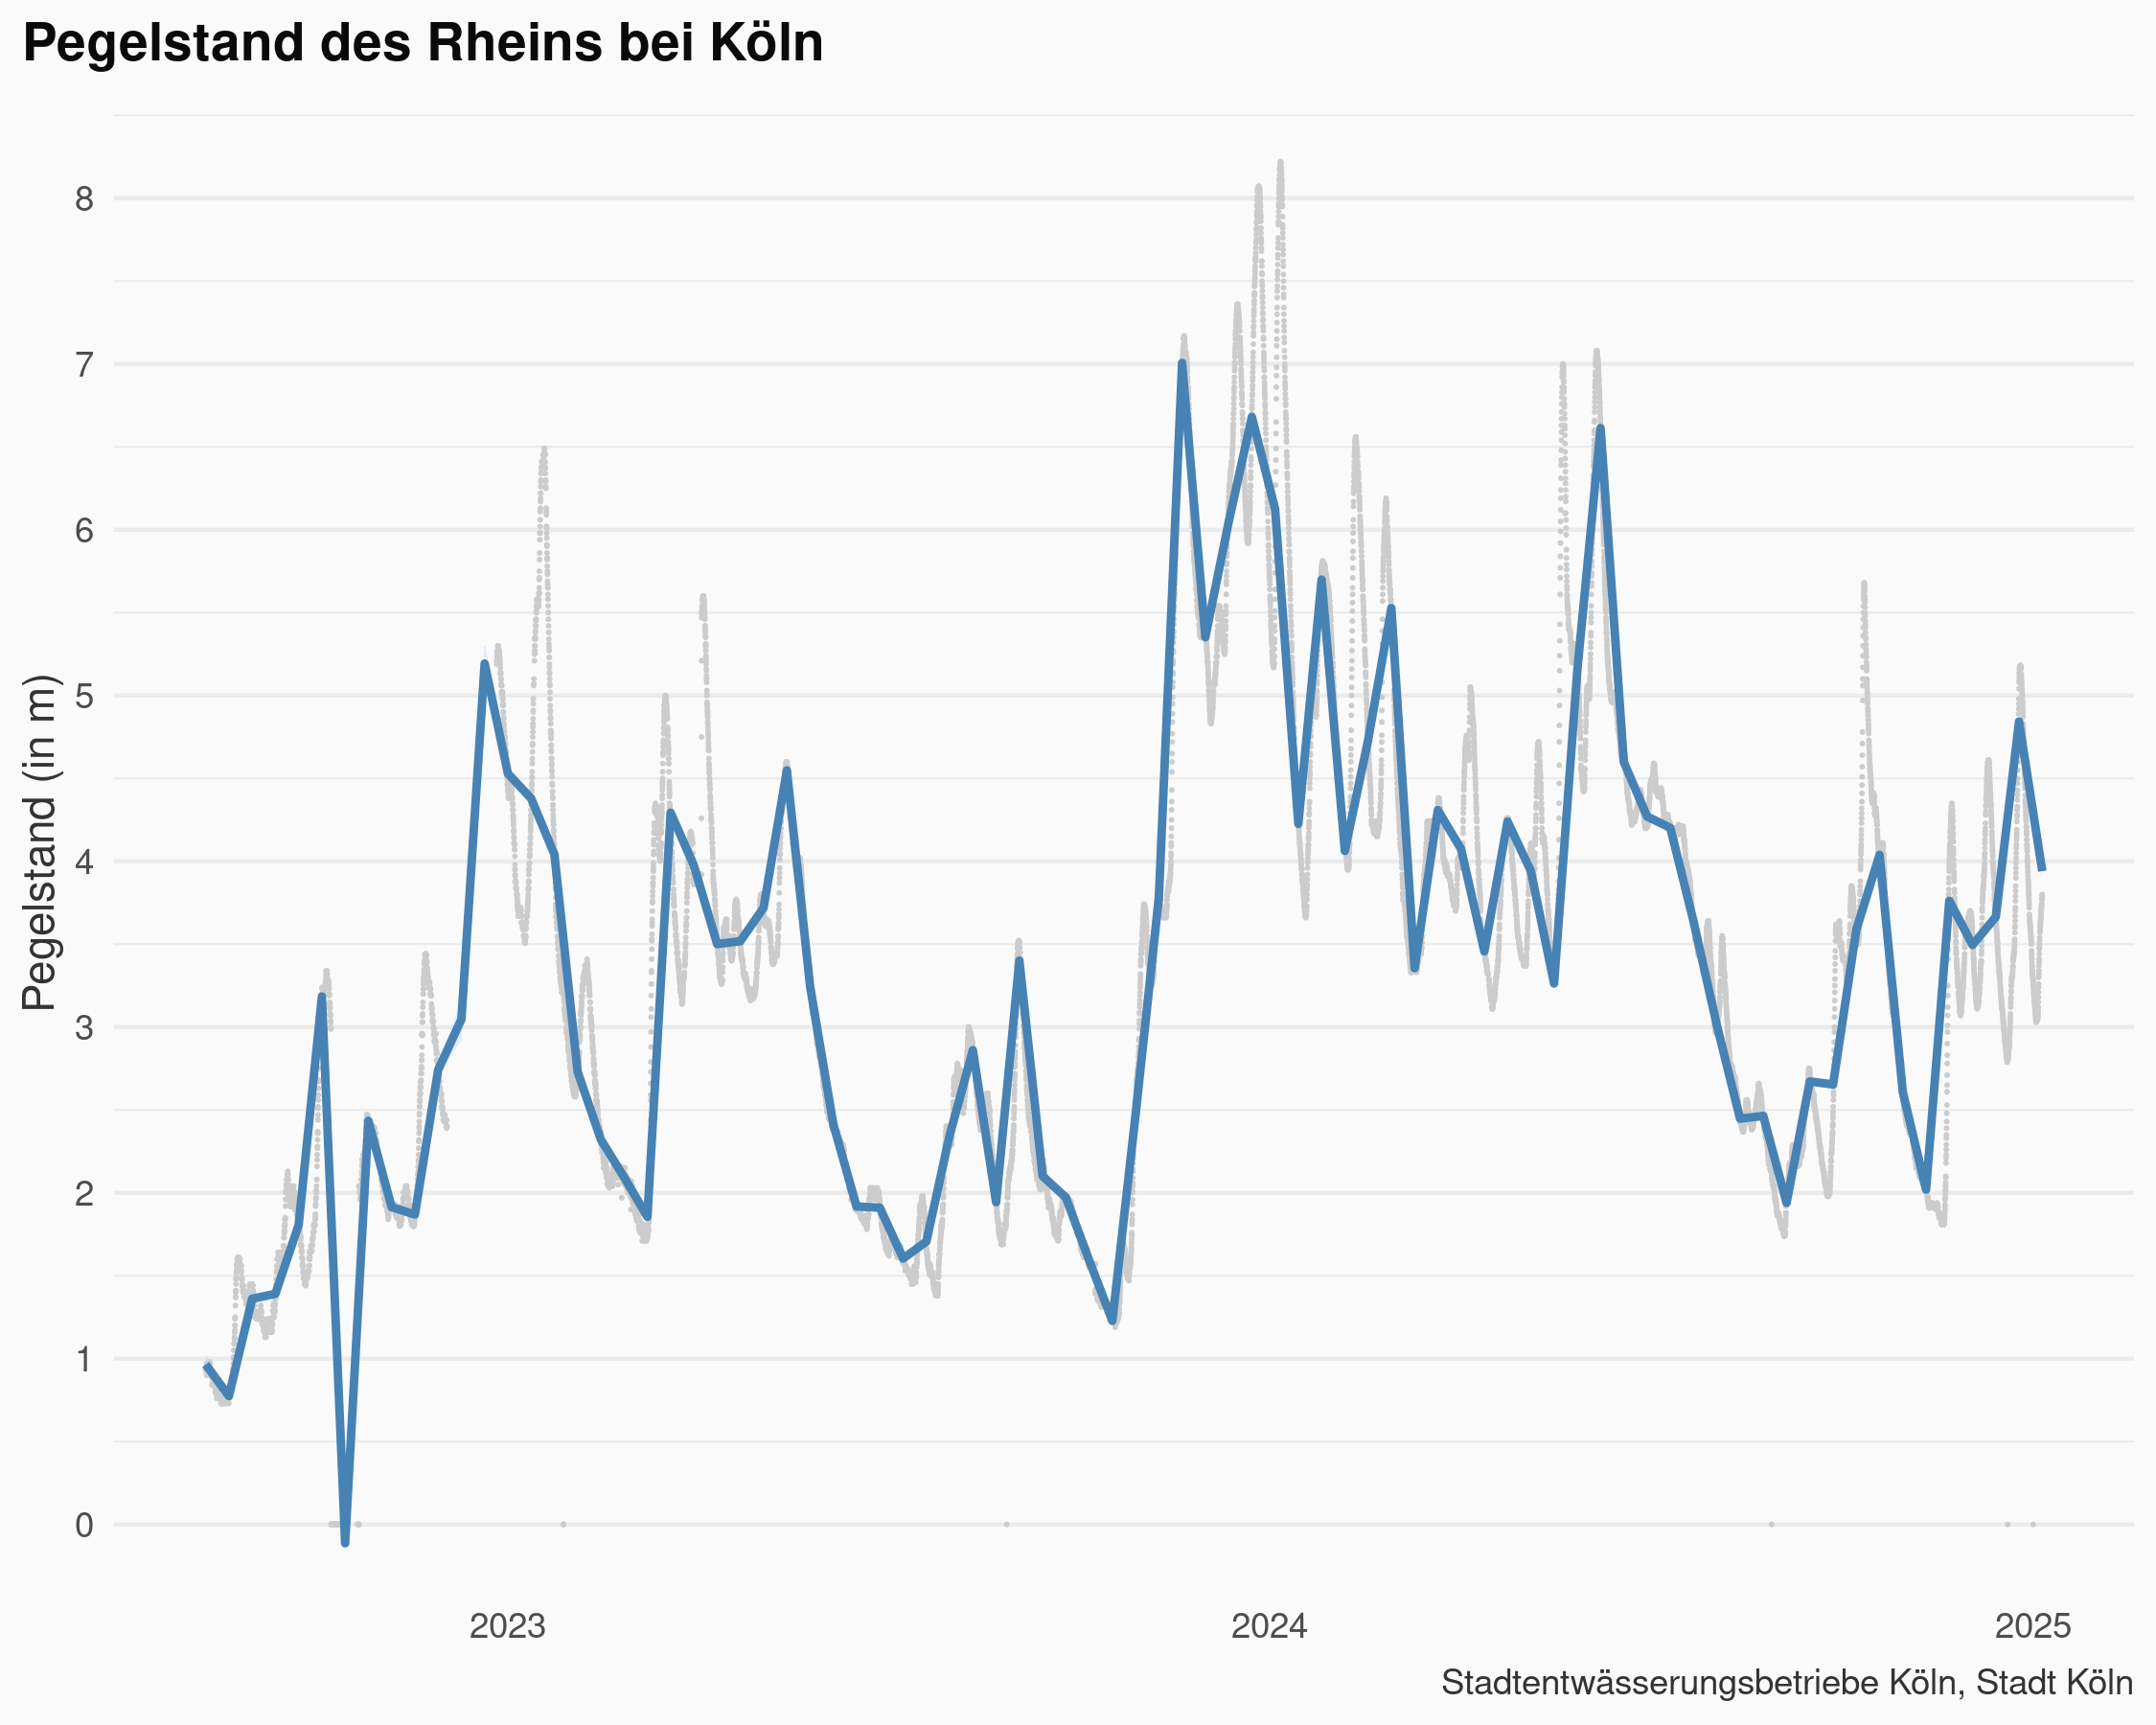 Pegelstand des Rheins bei Köln
Pegelstand (in m)
8
7
6
5
4
3
2
1
0
2023 2024 2025
Stadtentwässerungsbetriebe Köln, Stadt Köln